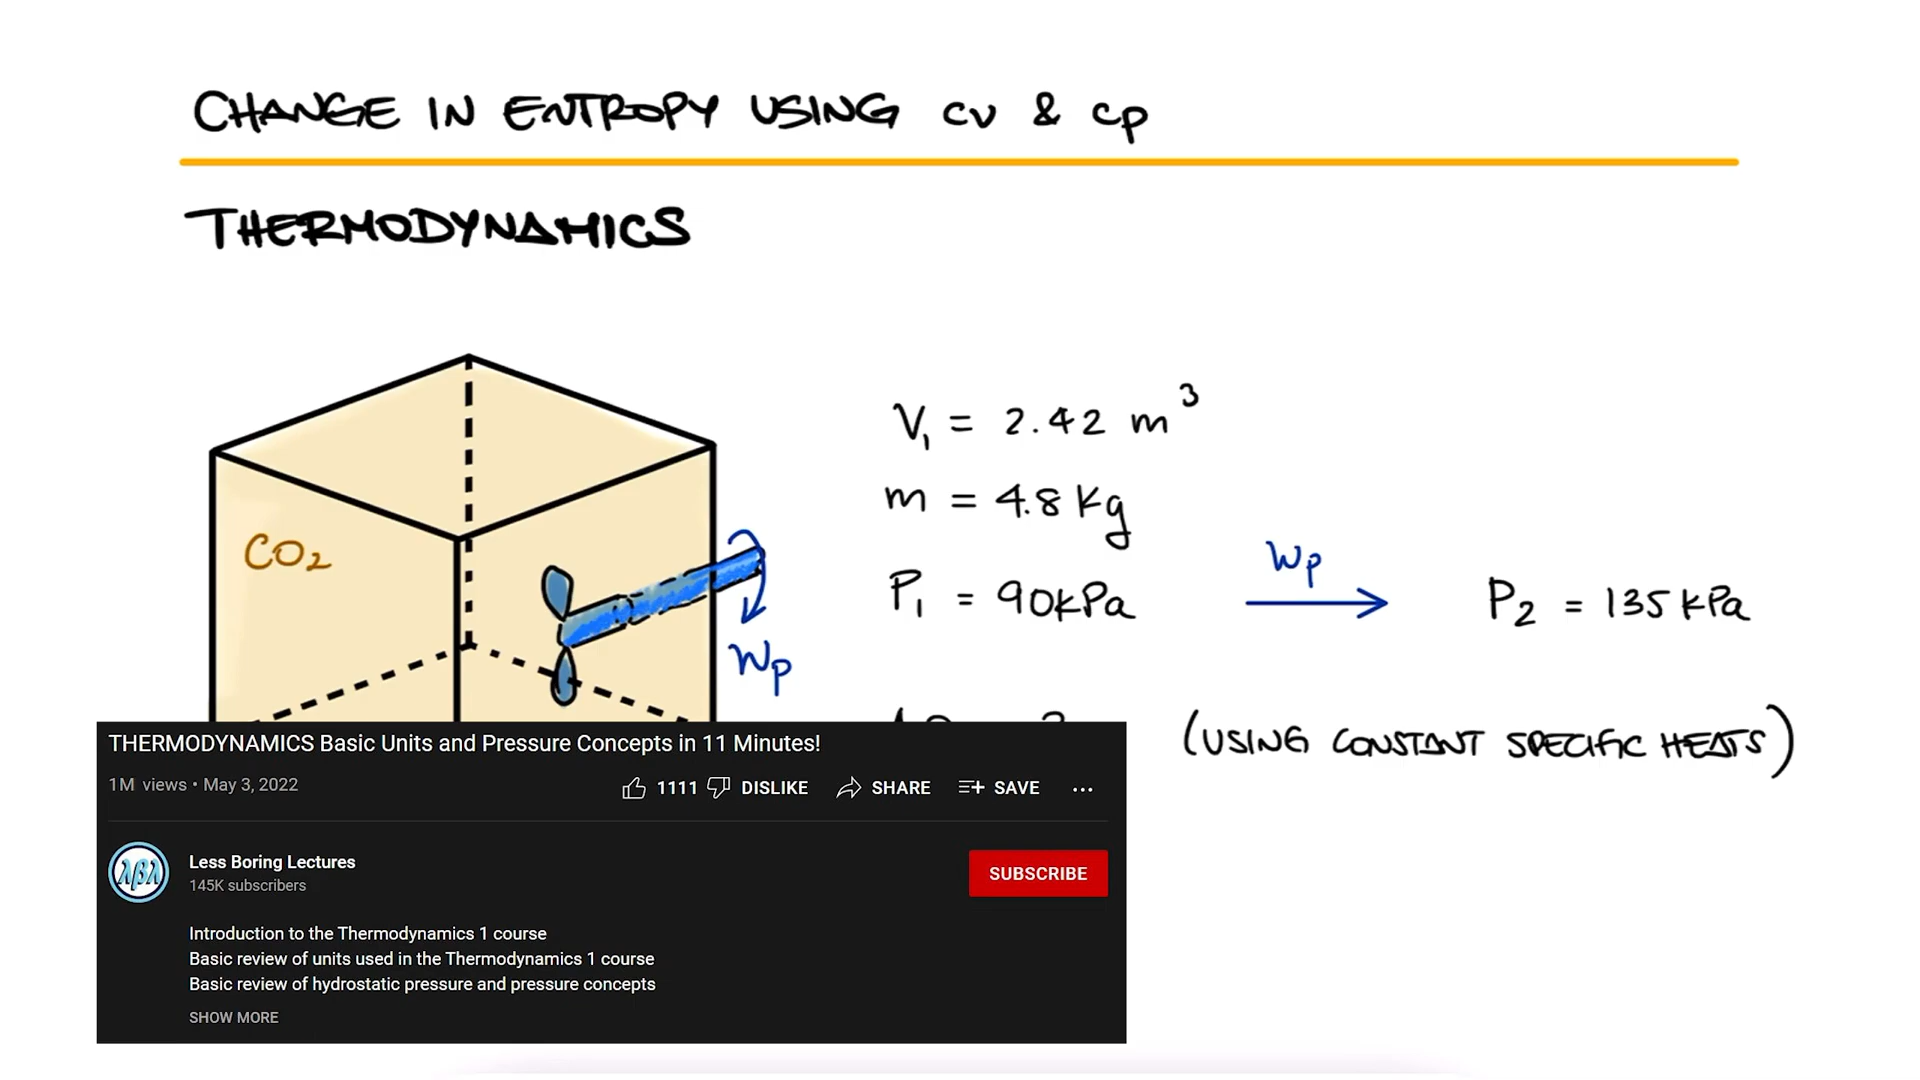 CHANGE IN ENTROPY USING cv & cp
THERMODYNAMICS
V₁ = 2.42 m³
m = 4.8 kg
CO₂
Wp
P₁ = 90kPa
P₂ = 135 kPa
Wp
(USING CONSTANT SPECIFIC HEATS)
THERMODYNAMICS Basic Units and Pressure Concepts in 11 Minutes!
1M views • May 3, 2022
1111 DISLIKE SHARE SAVE ...
λβλ
Less Boring Lectures
145K subscribers
SUBSCRIBE
Introduction to the Thermodynamics 1 course
Basic review of units used in the Thermodynamics 1 course
Basic review of hydrostatic pressure and pressure concepts
SHOW MORE